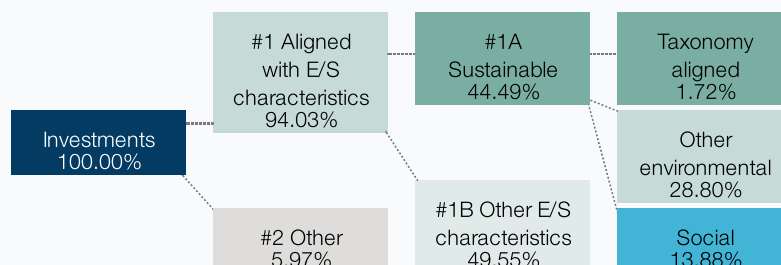 Investments
100.00%
#1 Aligned
with E/S
characteristics
94.03%
#2 Other
5.97%
#1A
Sustainable
44.49%
#1B Other E/S
characteristics
49.55%
Taxonomy
aligned
1.72%
Other
environmental
28.80%
Social
13.88%